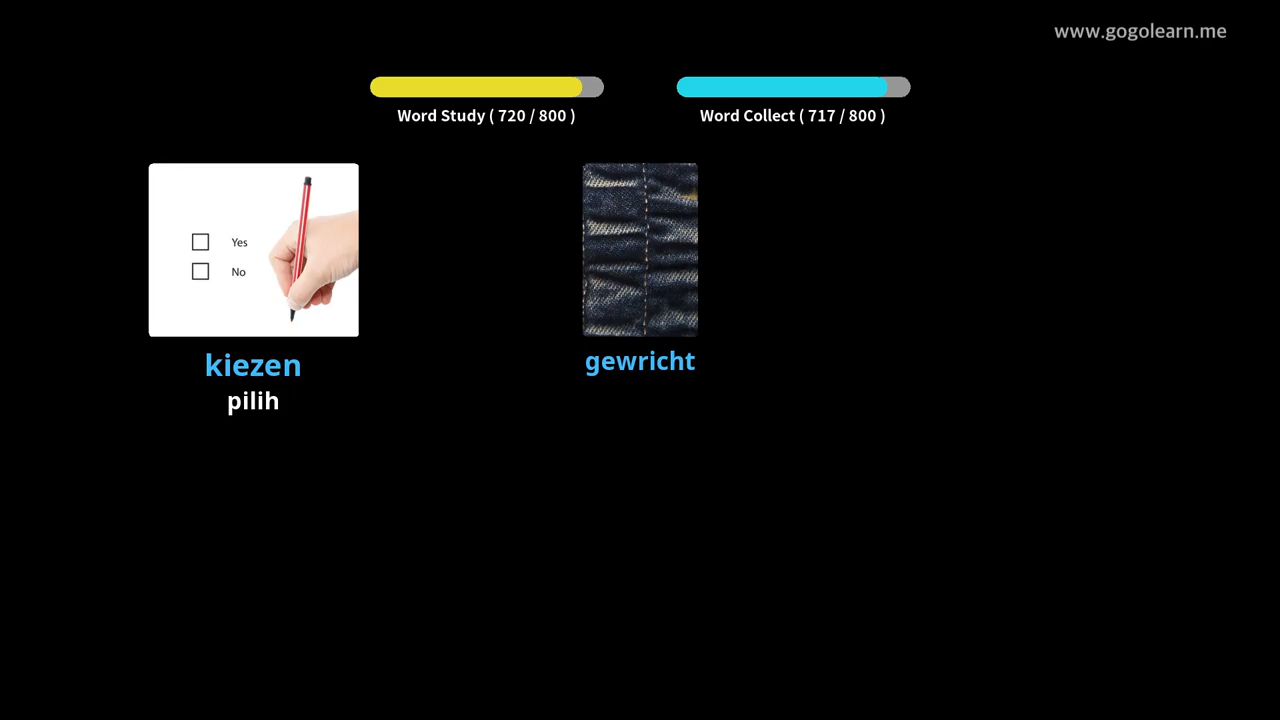 www.gogolearn.me
Word Study ( 720 / 800 )
Word Collect ( 717 / 800 )
Yes
No
kiezen
pilih
gewricht